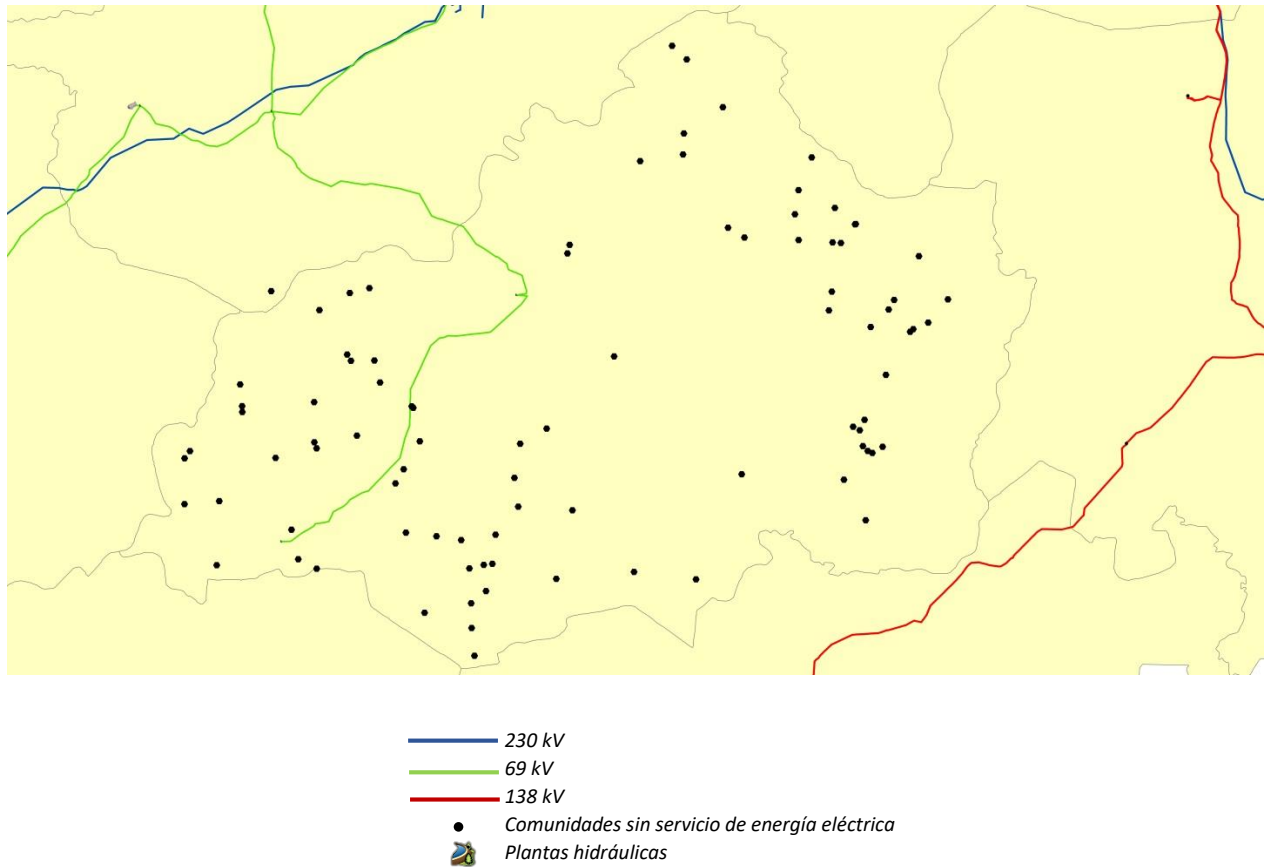 230 kV
69 kV
138 kV
Comunidades sin servicio de energía eléctrica
Plantas hidráulicas